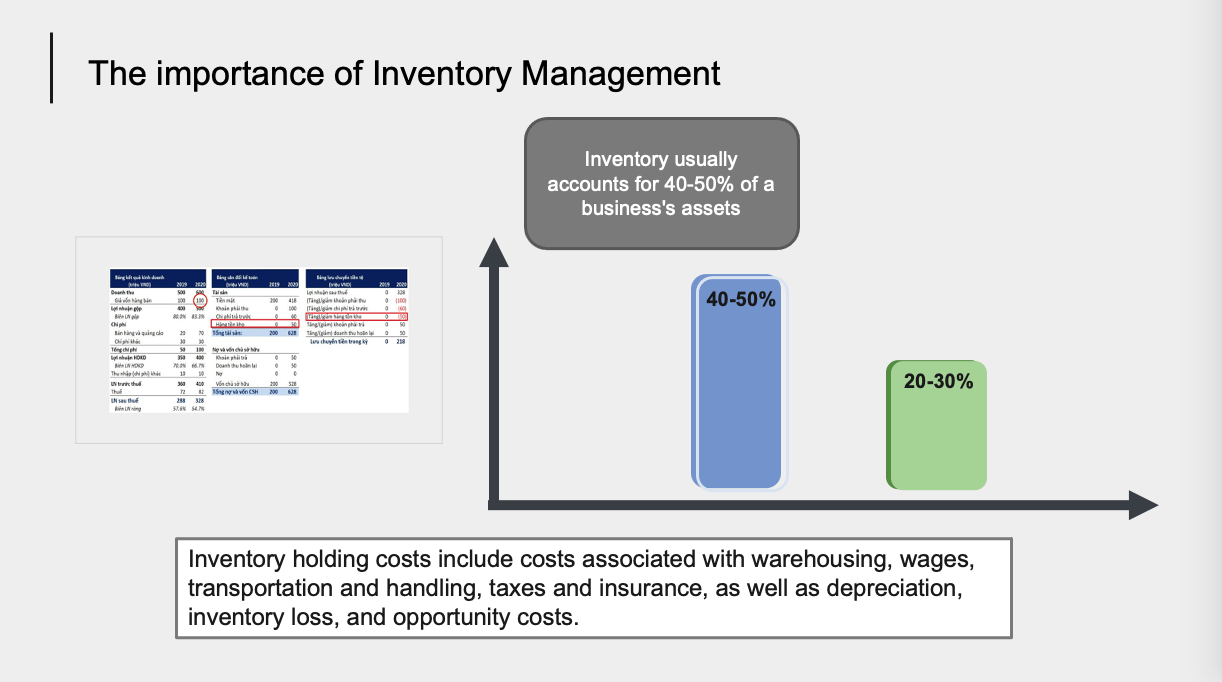 The importance of Inventory Management
Inventory usually
accounts for 40-50% of a
business's assets
Bảng kết quả kinh doanh
(triệu VND) 2019 2020
Doanh thu 500 600
Giá vốn hàng bán 100 100
Lợi nhuận gộp 400 500
Biên LN gộp 80.0% 83.3%
Chi phí
Bán hàng và quảng cáo 20 70
Chi phí khác 30 30
Tổng chi phí 50 100
Lợi nhuận HDKD 350 400
Biên LN HDKD 70.0% 66.7%
Thu nhập (chi phí) khác 10 10
LN trước thuế 360 410
Thuế 72 82
LN sau thuế 288 328
Biên LN ròng 57.6% 54.7%
Bảng cân đối kế toán
(triệu VND) 2019 2020
Tài sản
Tiền mặt 200 418
Khoản phải thu 0 100
Chi phí trả trước 0 60
Hàng tồn kho 0 50
Tổng tài sản: 200 628
Nợ và vốn chủ sở hữu
Khoản phải trả 0 50
Doanh thu hoãn lại 0 50
Nợ 0 0
Vốn chủ sở hữu 200 528
Tổng nợ và vốn CSH 200 628
Bảng lưu chuyển tiền tệ
(triệu VND) 2019 2020
Lợi nhuận sau thuế 0 328
(Tăng)/giảm khoản phải thu 0 (100)
(Tăng)/giảm chi phí trả trước 0 (60)
(Tăng)/giảm hàng tồn kho 0 (50)
Tăng/(giảm) khoản phải trả 0 50
Tăng/(giảm) doanh thu hoãn lại 0 50
Lưu chuyển tiền trong kỳ 0 218
40-50%
20-30%
Inventory holding costs include costs associated with warehousing, wages,
transportation and handling, taxes and insurance, as well as depreciation,
inventory loss, and opportunity costs.